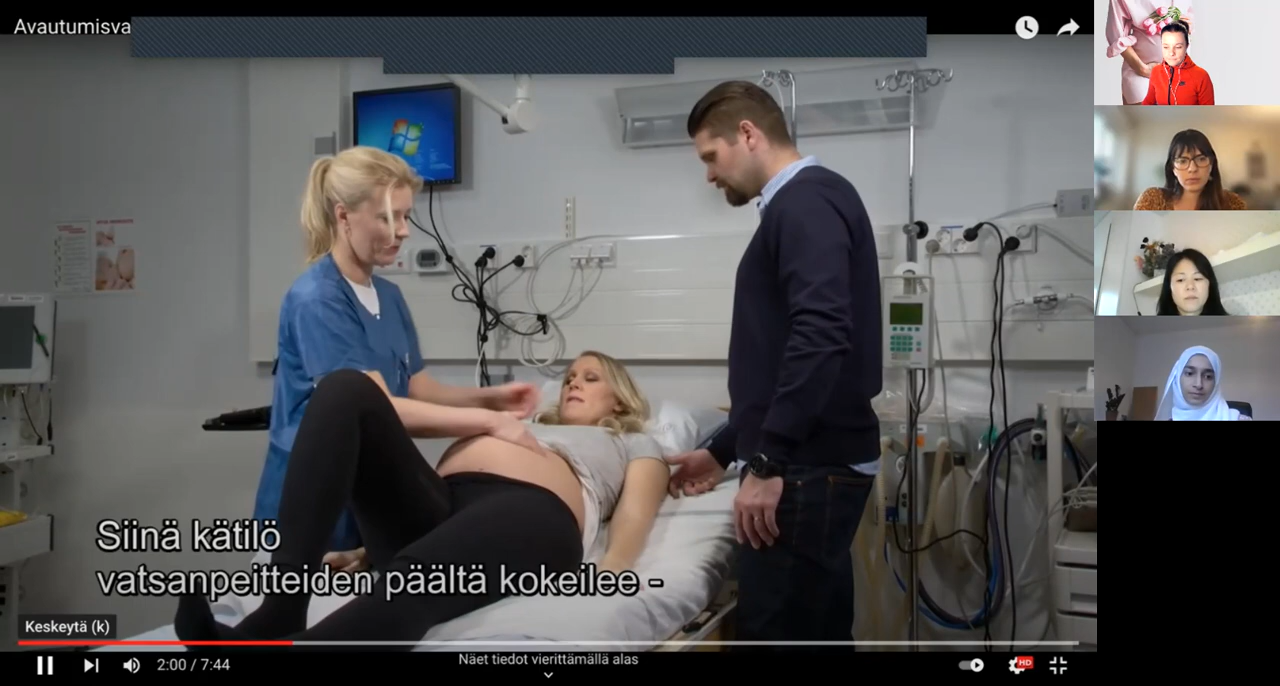 Avautumisva
Siinä kätilö
vatsanpeitteiden päältä kokeilee -
Keskeytä (k)
2:00 / 7:44
Näet tiedot vierittämällä alas
HD